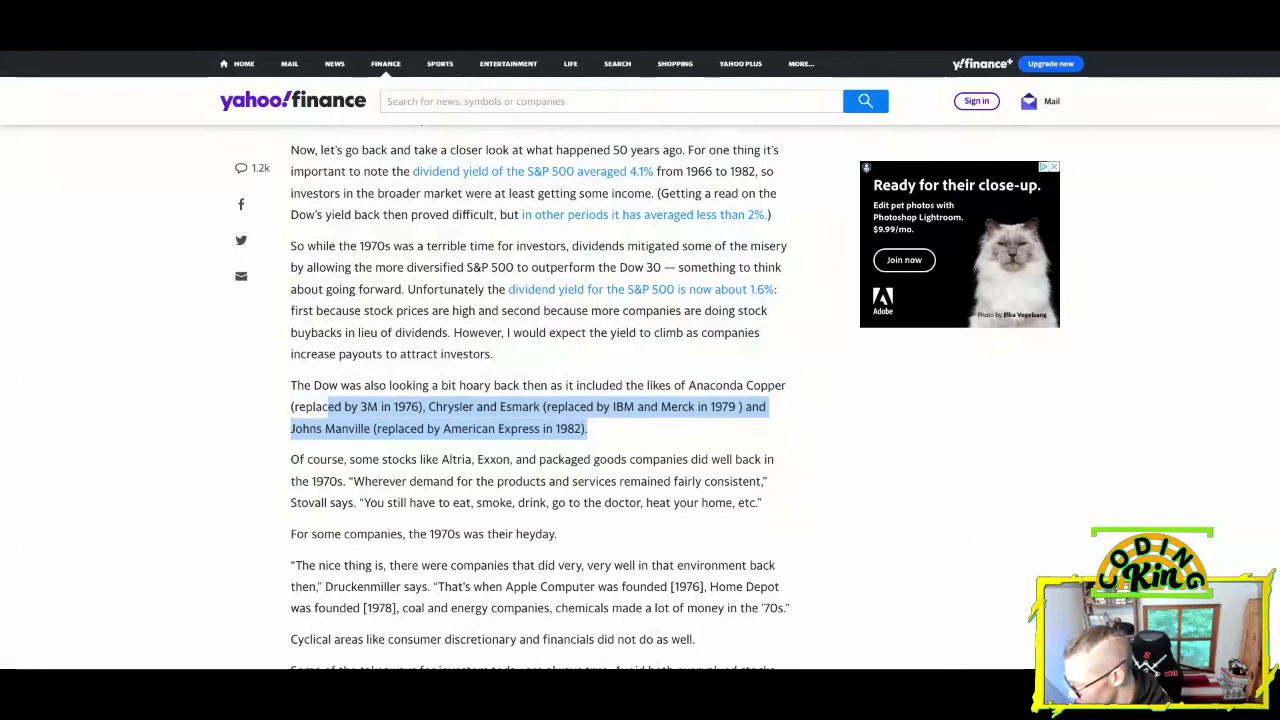 HOME MAIL NEWS FINANCE SPORTS ENTERTAINMENT LIFE SEARCH SHOPPING YAHOO PLUS MORE... y!finance+ Upgrade now
yahoo!finance Search for news, symbols or companies Sign in Mail
Now, let's go back and take a closer look at what happened 50 years ago. For one thing it's
important to note the dividend yield of the S&P 500 averaged 4.1% from 1966 to 1982, so
investors in the broader market were at least getting some income. (Getting a read on the
Dow's yield back then proved difficult, but in other periods it has averaged less than 2%.)
So while the 1970s was a terrible time for investors, dividends mitigated some of the misery
by allowing the more diversified S&P 500 to outperform the Dow 30 — something to think
about going forward. Unfortunately the dividend yield for the S&P 500 is now about 1.6%:
first because stock prices are high and second because more companies are doing stock
buybacks in lieu of dividends. However, I would expect the yield to climb as companies
increase payouts to attract investors.
The Dow was also looking a bit hoary back then as it included the likes of Anaconda Copper
(replaced by 3M in 1976), Chrysler and Esmark (replaced by IBM and Merck in 1979 ) and
Johns Manville (replaced by American Express in 1982).
Of course, some stocks like Altria, Exxon, and packaged goods companies did well back in
the 1970s. “Wherever demand for the products and services remained fairly consistent,”
Stovall says. “You still have to eat, smoke, drink, go to the doctor, heat your home, etc.”
For some companies, the 1970s was their heyday.
“The nice thing is, there were companies that did very, very well in that environment back
then,” Druckenmiller says. “That's when Apple Computer was founded [1976], Home Depot
was founded [1978], coal and energy companies, chemicals made a lot of money in the '70s.”
Cyclical areas like consumer discretionary and financials did not do as well.
1.2k
Ready for their close-up.
Edit pet photos with
Photoshop Lightroom.
$9.99/mo.
Join now
Adobe
Photo by Elke Vogelsang
CODING
KinG